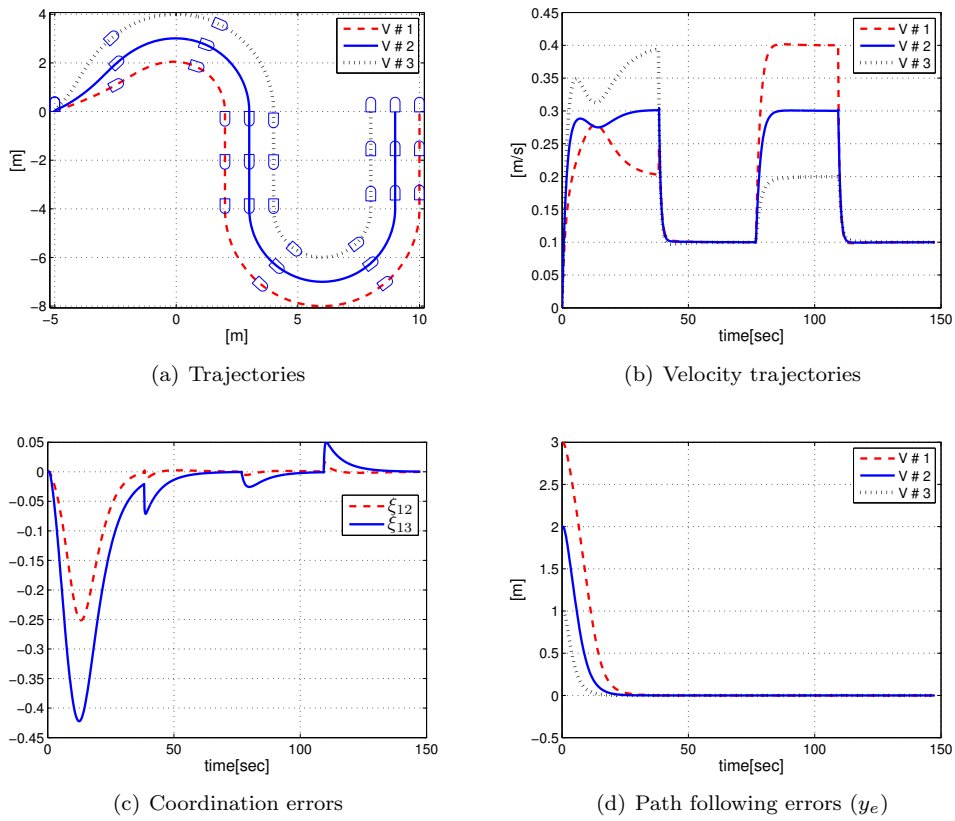 4
2
0
−2
−4
−6
−8
−5
0
5
10
[m]
[m]
V # 1
V # 2
V # 3
(a) Trajectories
0.45
0.4
0.35
0.3
0.25
0.2
0.15
0.1
0.05
0
0
50
100
150
[m/s]
time[sec]
V # 1
V # 2
V # 3
(b) Velocity trajectories
0.05
0
−0.05
−0.1
−0.15
−0.2
−0.25
−0.3
−0.35
−0.4
−0.45
0
50
100
150
time[sec]
ξ₁₂
ξ₁₃
(c) Coordination errors
3
2.5
2
1.5
1
0.5
0
−0.5
0
50
100
150
[m]
time[sec]
V # 1
V # 2
V # 3
(d) Path following errors (yₑ)